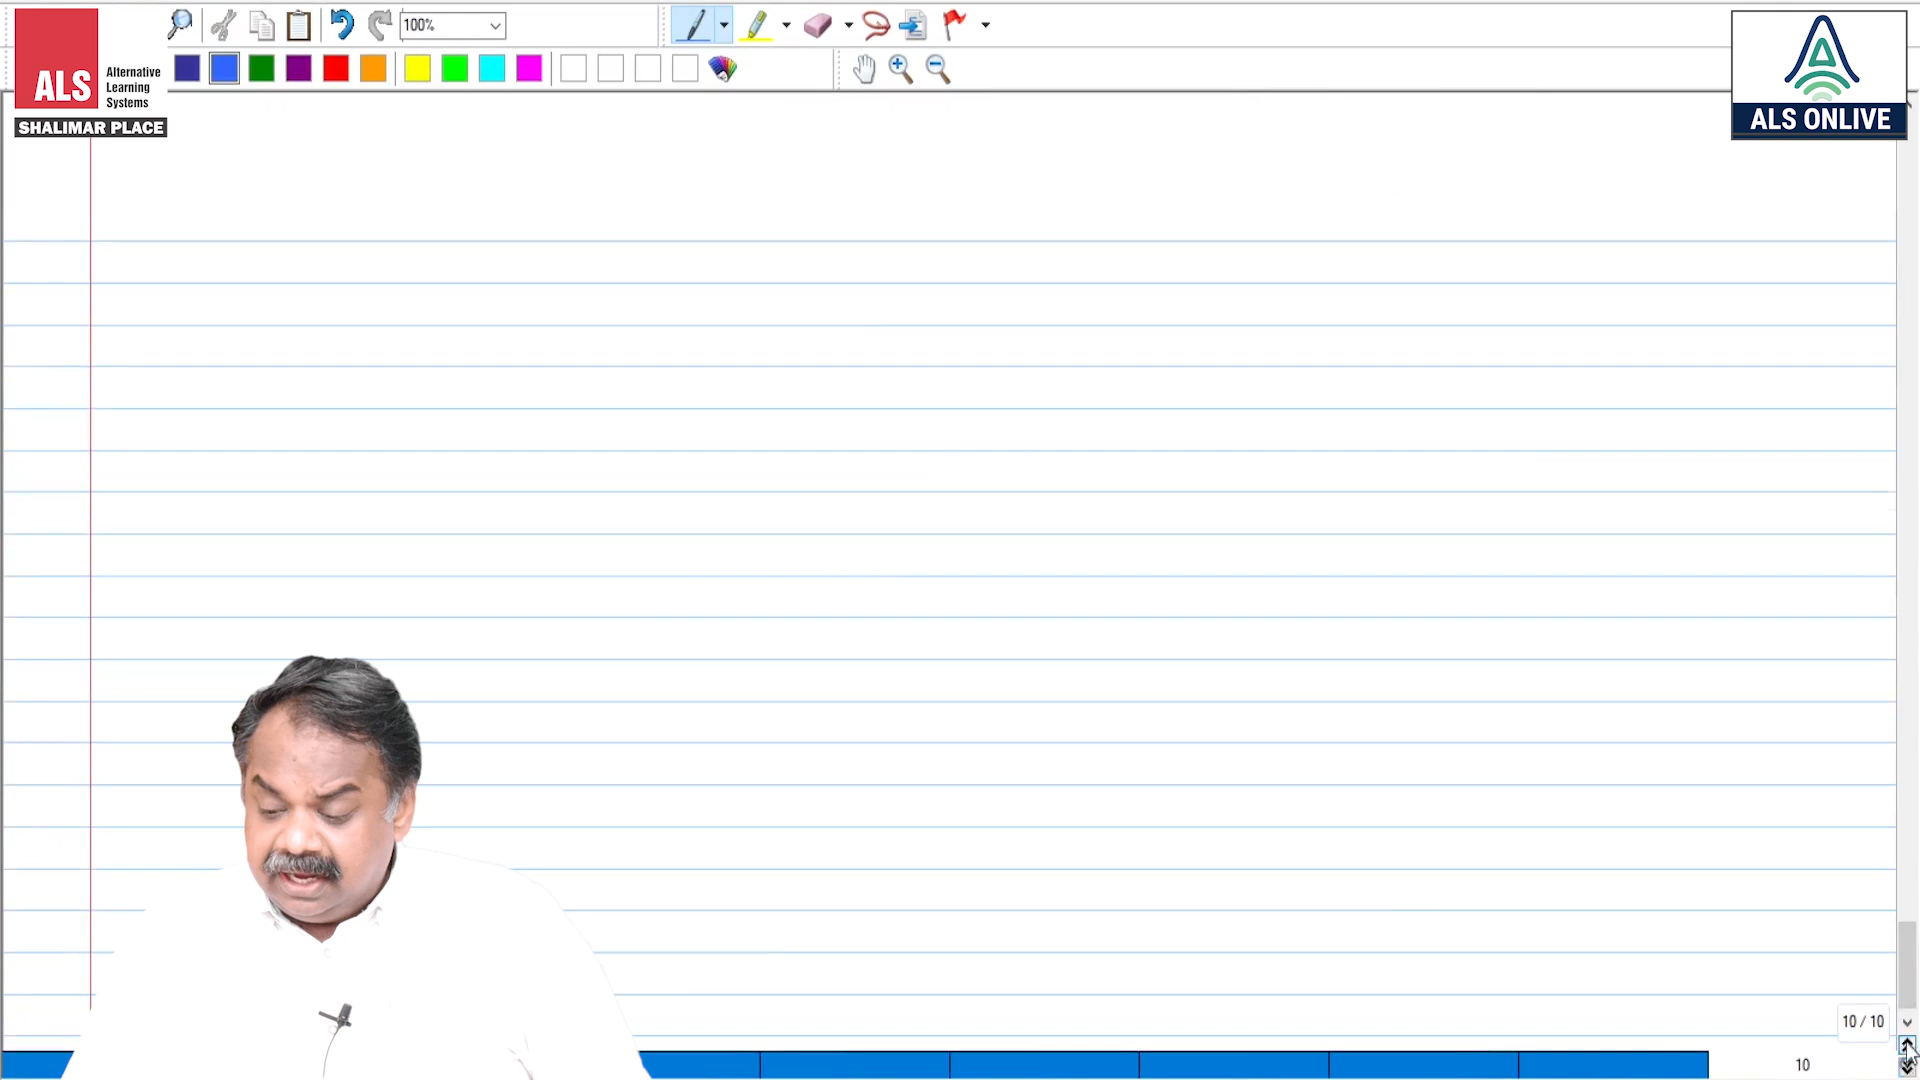 100%
ALS
Alternative
Learning
Systems
SHALIMAR PLACE
ALS ONLIVE
10 / 10
10